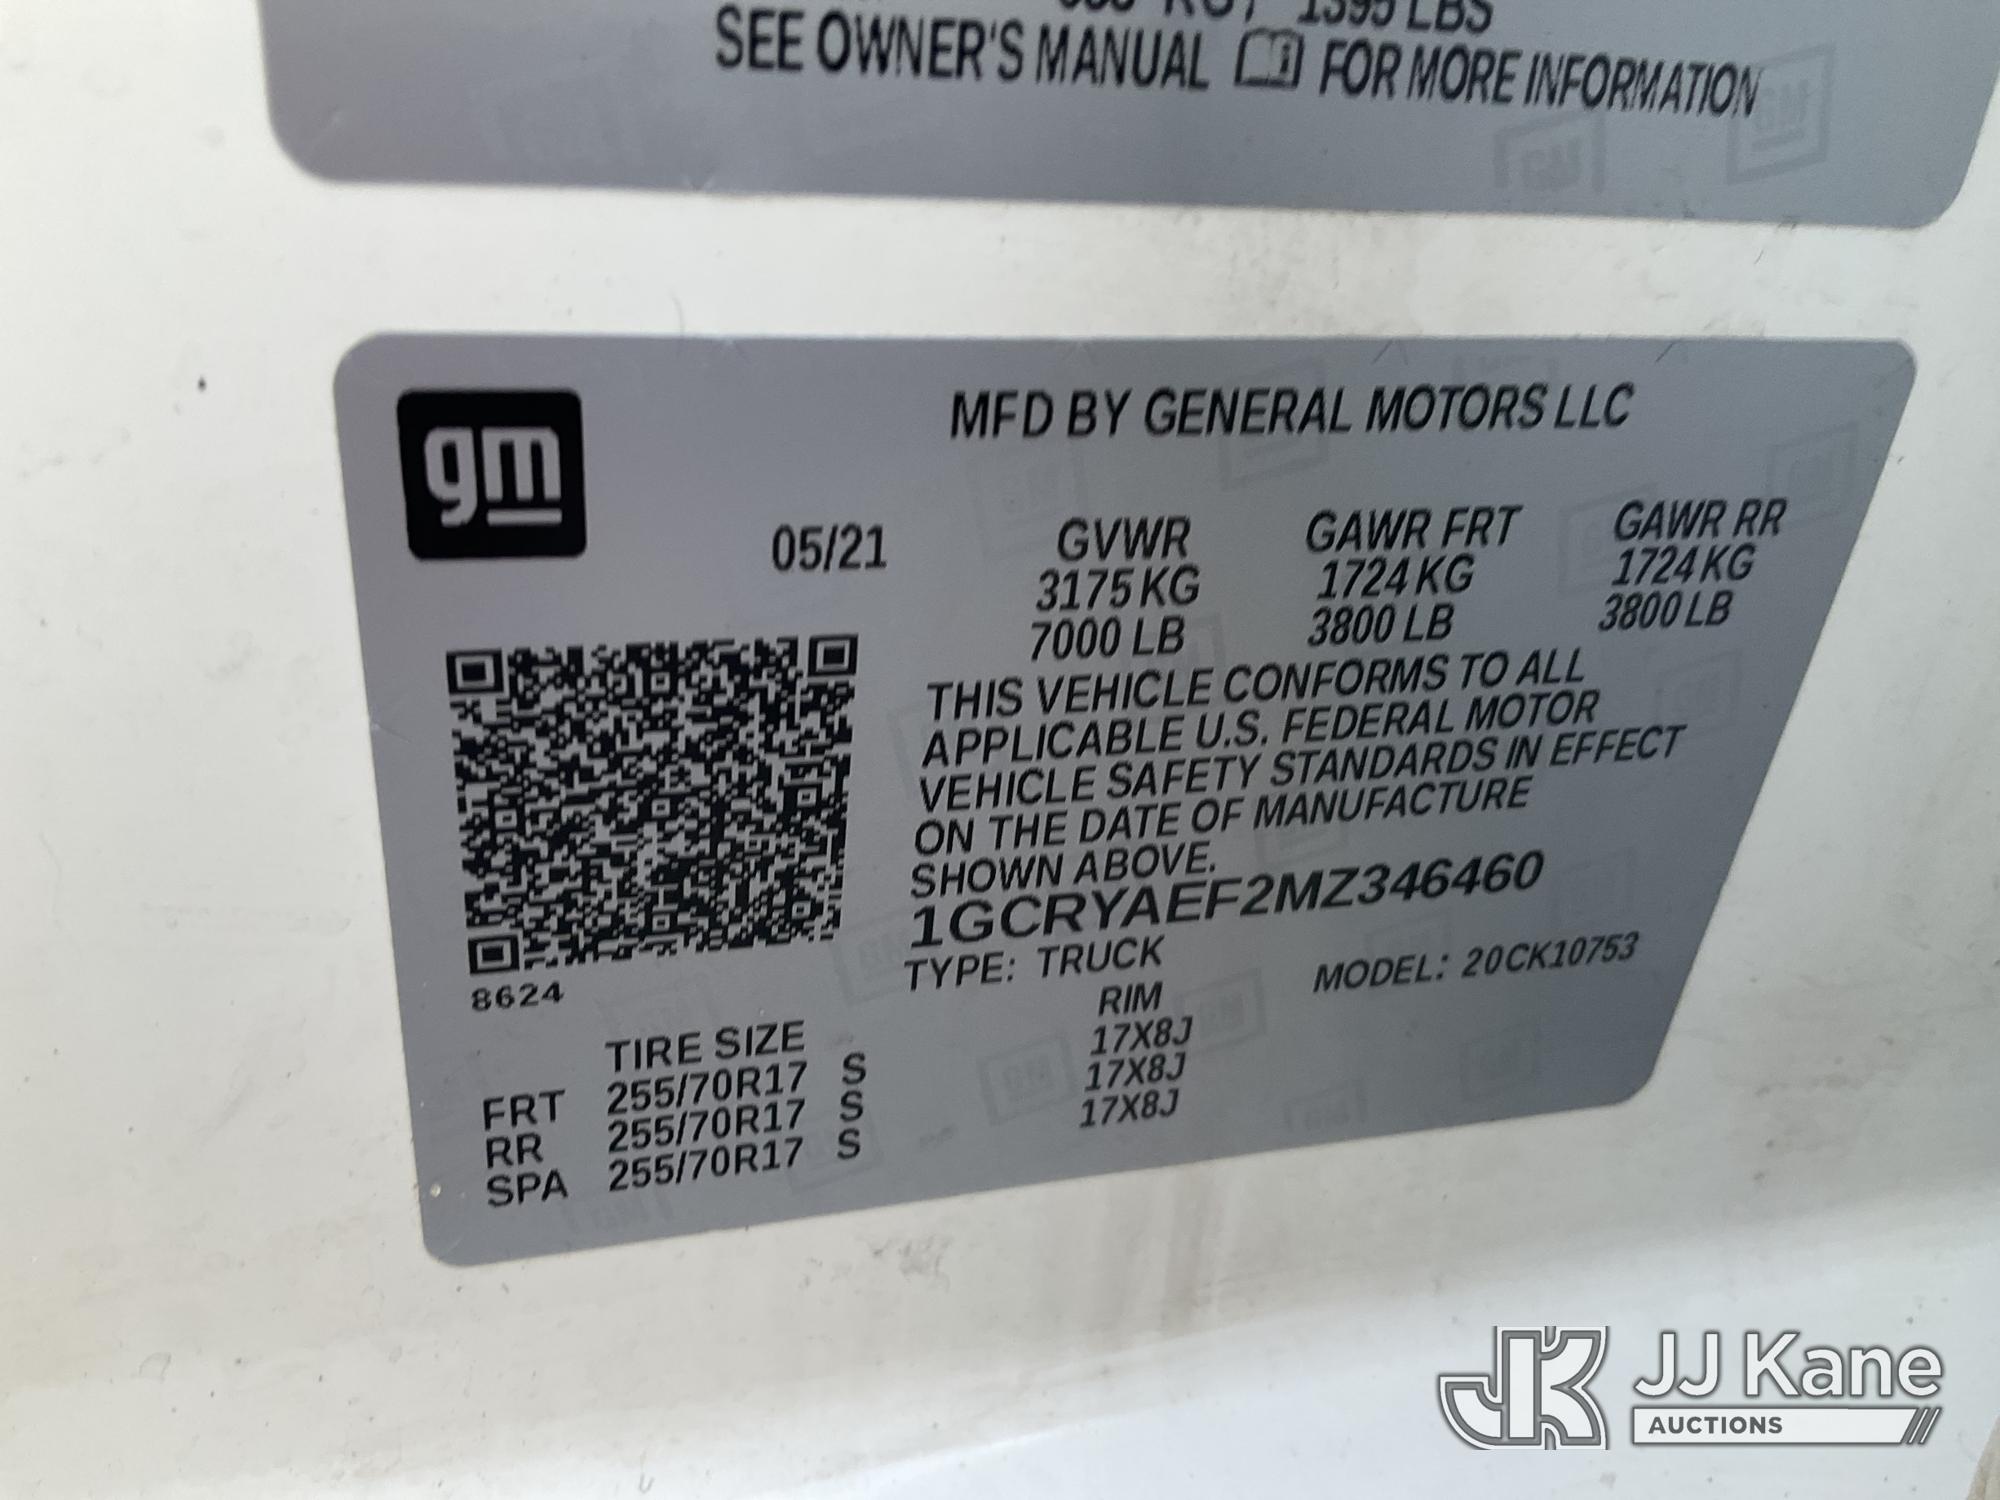 1395 LBS
SEE OWNER'S MANUAL FOR MORE INFORMATION
gm
MFD BY GENERAL MOTORS LLC
05/21
GVWR GAWR FRT GAWR RR
3175 KG 1724 KG 1724 KG
7000 LB 3800 LB 3800 LB
THIS VEHICLE CONFORMS TO ALL
APPLICABLE U.S. FEDERAL MOTOR
VEHICLE SAFETY STANDARDS IN EFFECT
ON THE DATE OF MANUFACTURE
SHOWN ABOVE.
1GCRYAEF2MZ346460
TYPE: TRUCK MODEL: 20CK10753
8624
TIRE SIZE RIM
FRT 255/70R17 S 17X8J
RR 255/70R17 S 17X8J
SPA 255/70R17 S 17X8J
JK JJ Kane
AUCTIONS